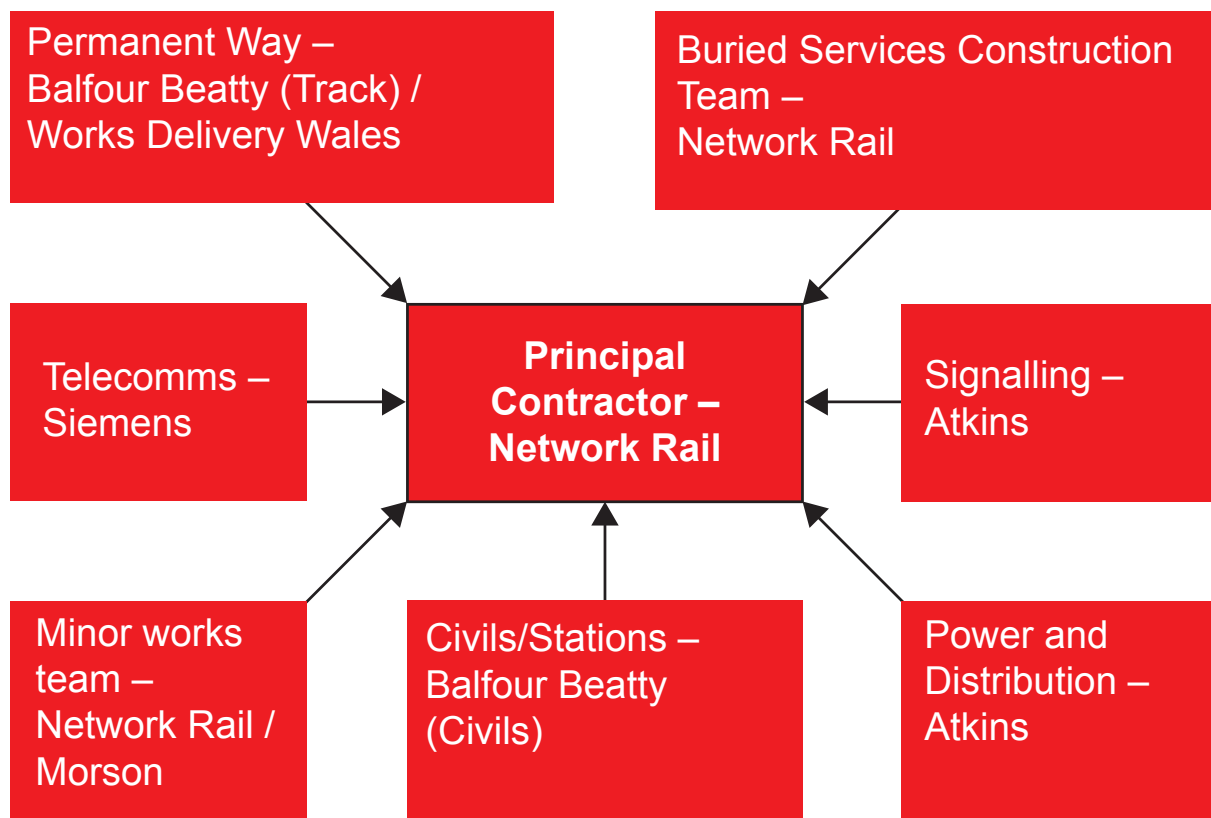 Permanent Way –
Balfour Beatty (Track) /
Works Delivery Wales
Buried Services Construction
Team –
Network Rail
Telecomms –
Siemens
Principal
Contractor –
Network Rail
Signalling –
Atkins
Minor works
team –
Network Rail /
Morson
Civils/Stations –
Balfour Beatty
(Civils)
Power and
Distribution –
Atkins